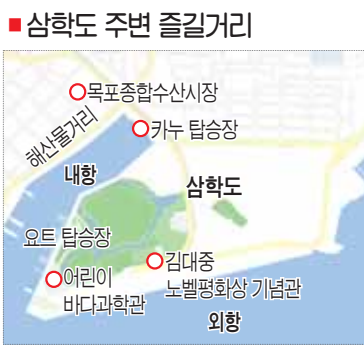 삼학도 주변 즐길거리
목포종합수산시장
해산물거리
카누 탑승장
내항
삼학도
요트 탑승장
김대중
노벨평화상 기념관
어린이
바다과학관
외항